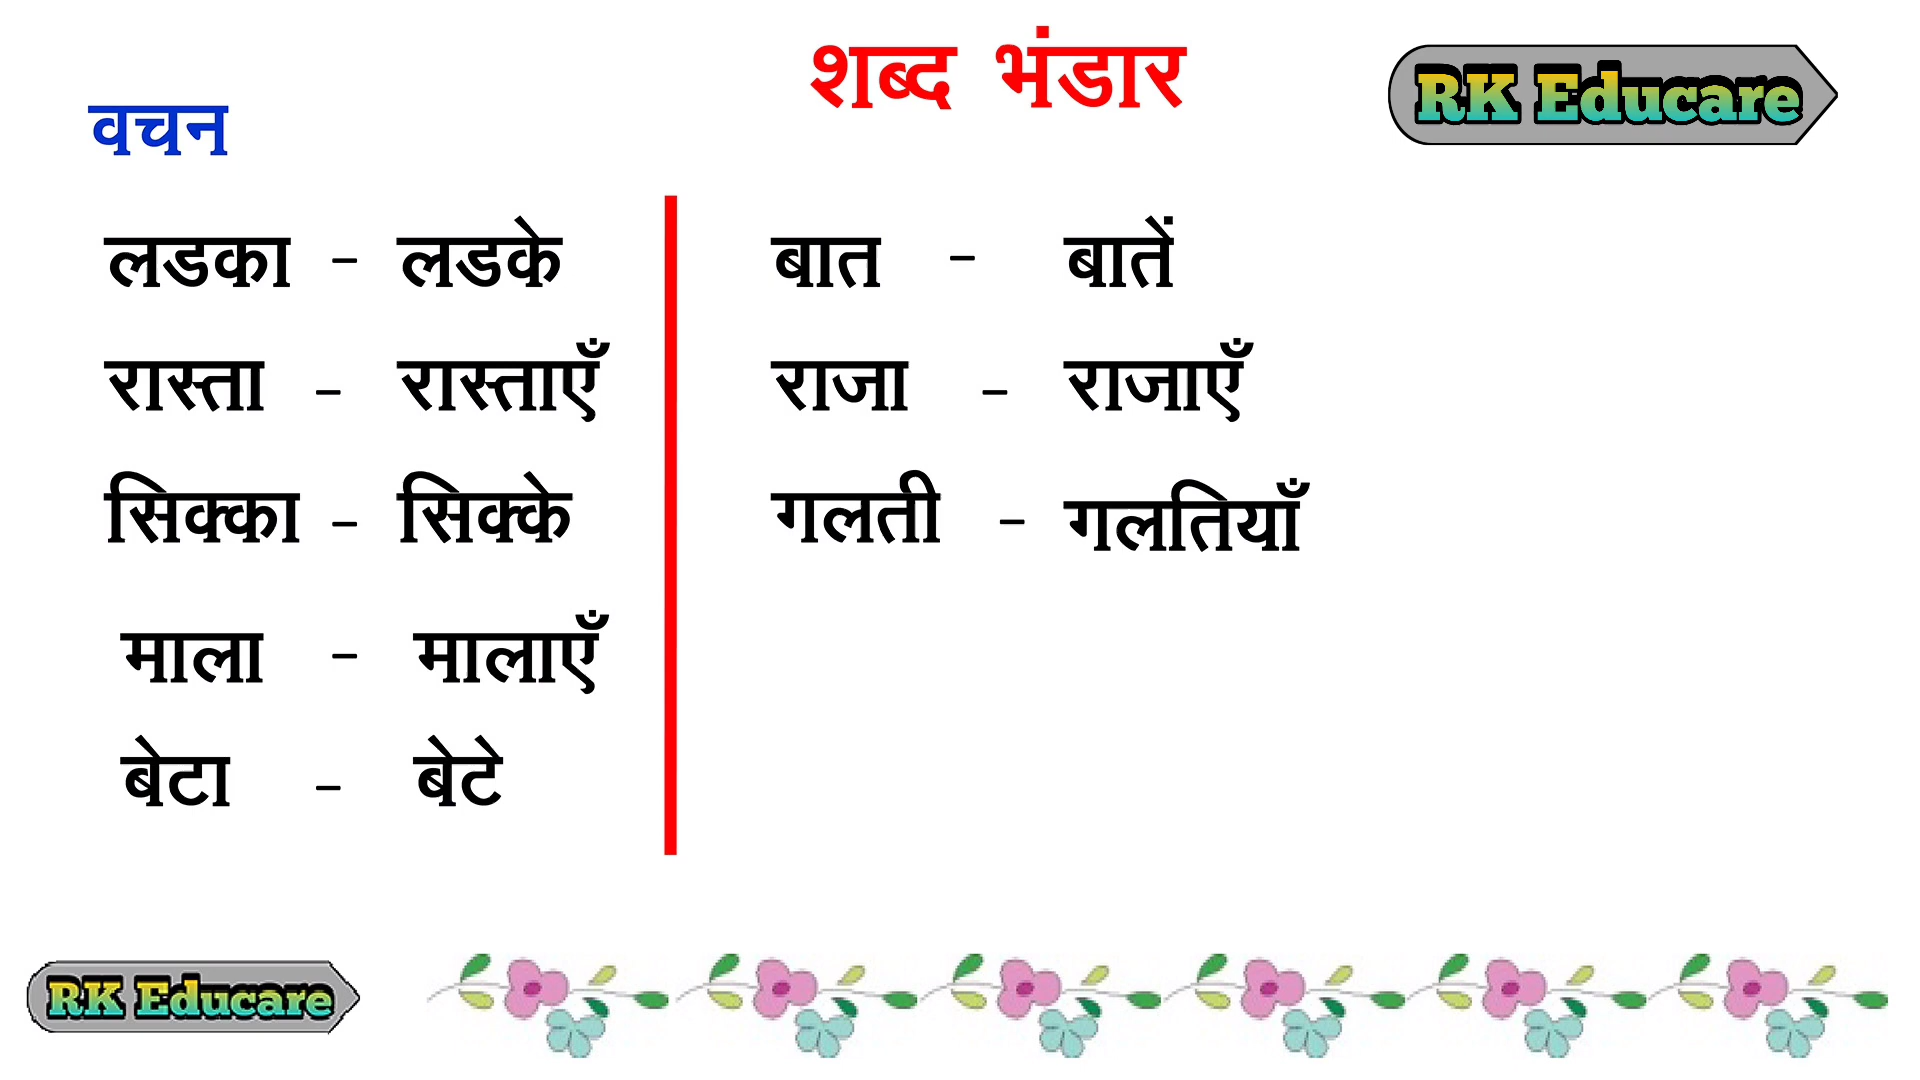 शब्द भंडार
RK Educare
वचन
लडका - लडके
रास्ता - रास्ताएँ
सिक्का - सिक्के
माला - मालाएँ
बेटा - बेटे
बात - बातें
राजा - राजाएँ
गलती - गलतियाँ
RK Educare